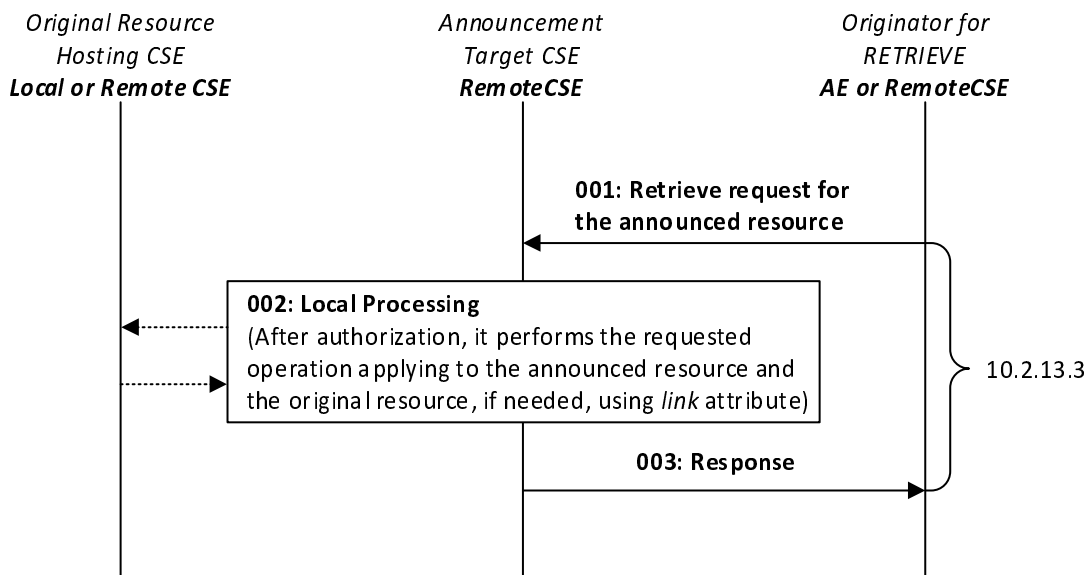 Original Resource
Hosting CSE
Local or Remote CSE
Announcement
Target CSE
RemoteCSE
Originator for
RETRIEVE
AE or RemoteCSE
001: Retrieve request for
the announced resource
002: Local Processing
(After authorization, it performs the requested
operation applying to the announced resource and
the original resource, if needed, using link attribute)
10.2.13.3
003: Response